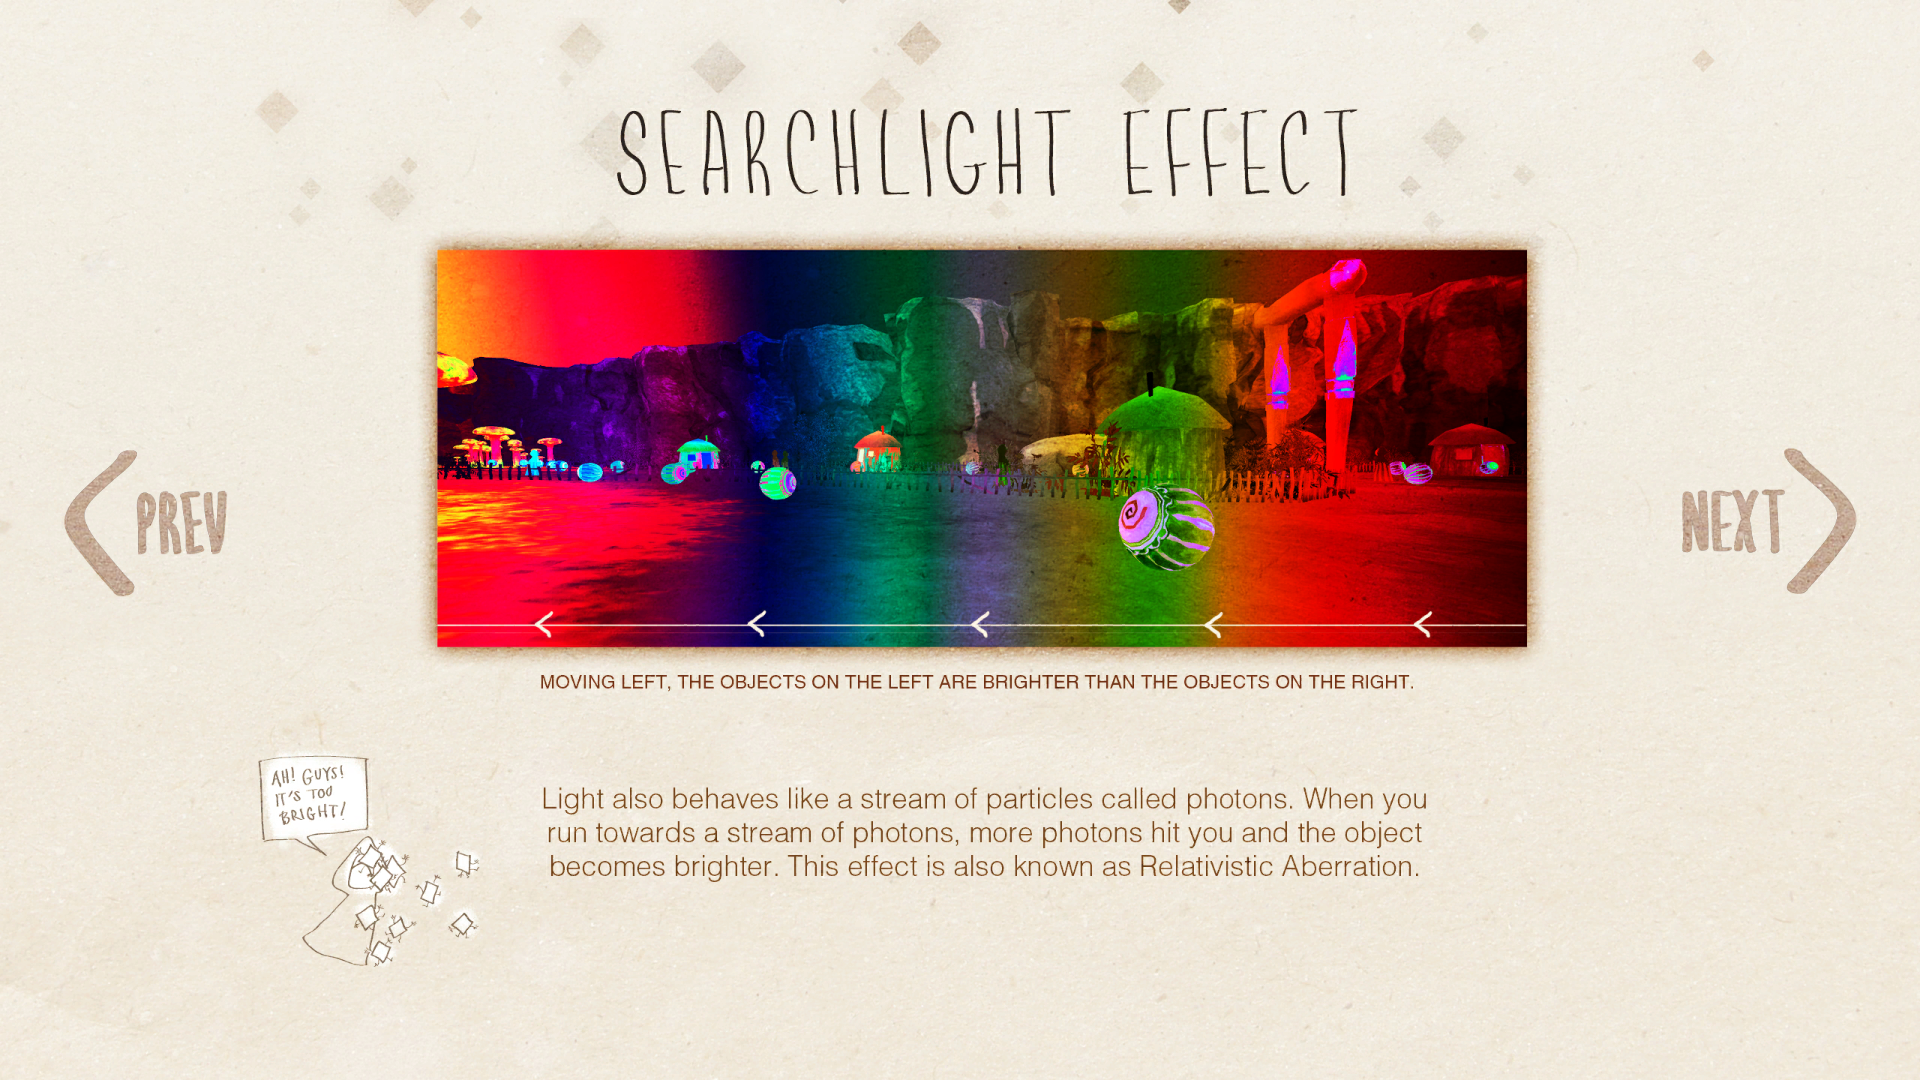 SEARCHLIGHT EFFECT
PREV
NEXT
MOVING LEFT, THE OBJECTS ON THE LEFT ARE BRIGHTER THAN THE OBJECTS ON THE RIGHT.
AH! GUYS!
IT'S TOO
BRIGHT!
Light also behaves like a stream of particles called photons. When you
run towards a stream of photons, more photons hit you and the object
becomes brighter. This effect is also known as Relativistic Aberration.